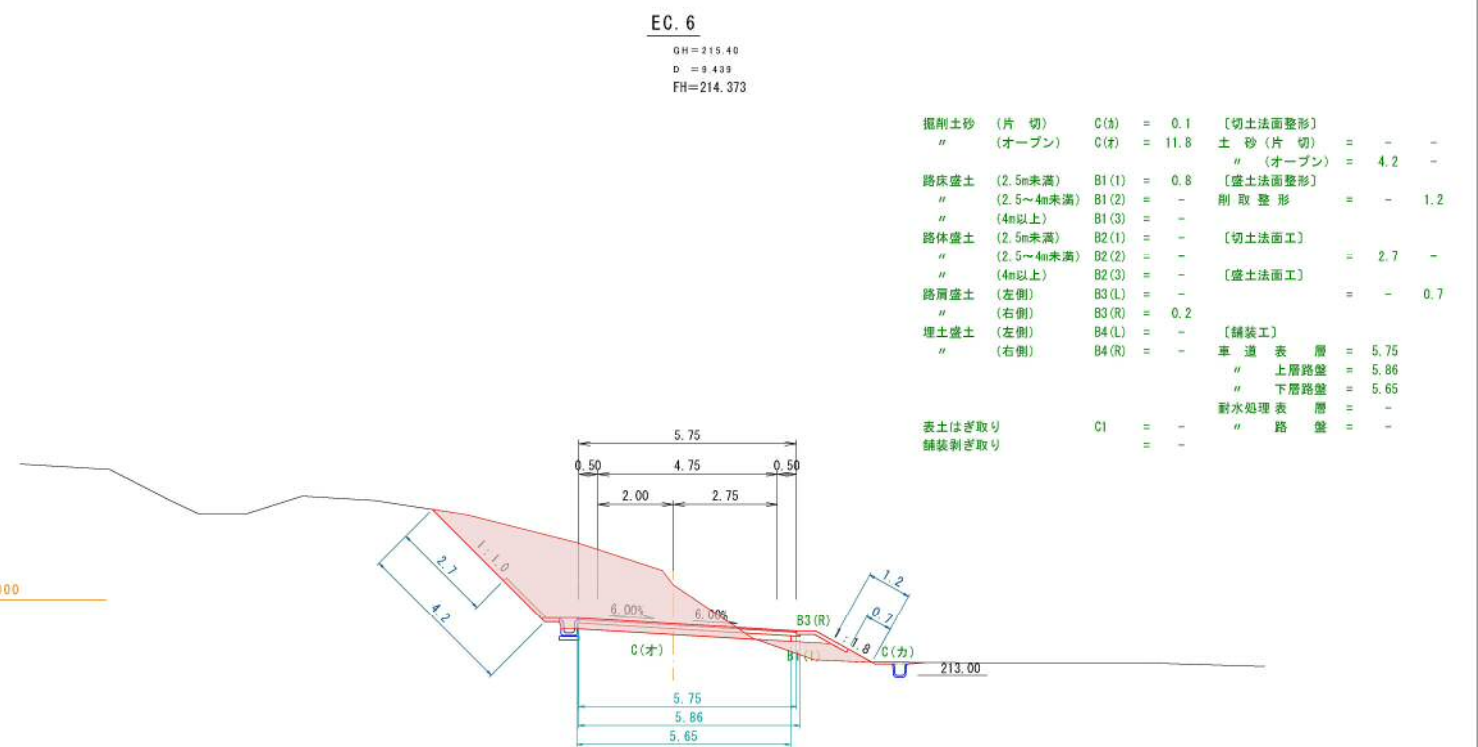 EC. 6
GH=215.40
D =9.439
FH=214.373
掘削土砂 (片 切) C(カ) = 0.1 〔切土法面整形〕
〃 (オープン) C(オ) = 11.8 土 砂 (片 切) = - -
〃 (オープン) = 4.2 -
路床盛土 (2.5m未満) B1(1) = 0.8 〔盛土法面整形〕
〃 (2.5～4m未満) B1(2) = - 削 取 整 形 = - 1.2
〃 (4m以上) B1(3) = -
路体盛土 (2.5m未満) B2(1) = - 〔切土法面工〕
〃 (2.5～4m未満) B2(2) = - = 2.7 -
〃 (4m以上) B2(3) = - 〔盛土法面工〕
路肩盛土 (左側) B3(L) = - = - 0.7
〃 (右側) B3(R) = 0.2
埋土盛土 (左側) B4(L) = - 〔舗装工〕
〃 (右側) B4(R) = - 車 道 表 層 = 5.75
〃 上層路盤 = 5.86
〃 下層路盤 = 5.65
耐水処理 表 層 = -
表土はぎ取り C1 = - 〃 路 盤 = -
舗装剥ぎ取り = -
5.75
0.50 4.75 0.50
2.00 2.75
1:1.0
2.7
4.2
6.00% 6.00%
B3(R)
1.2
0.7
1:1.8
C(オ)
B1(1)
C(カ)
213.00
5.75
5.86
5.65